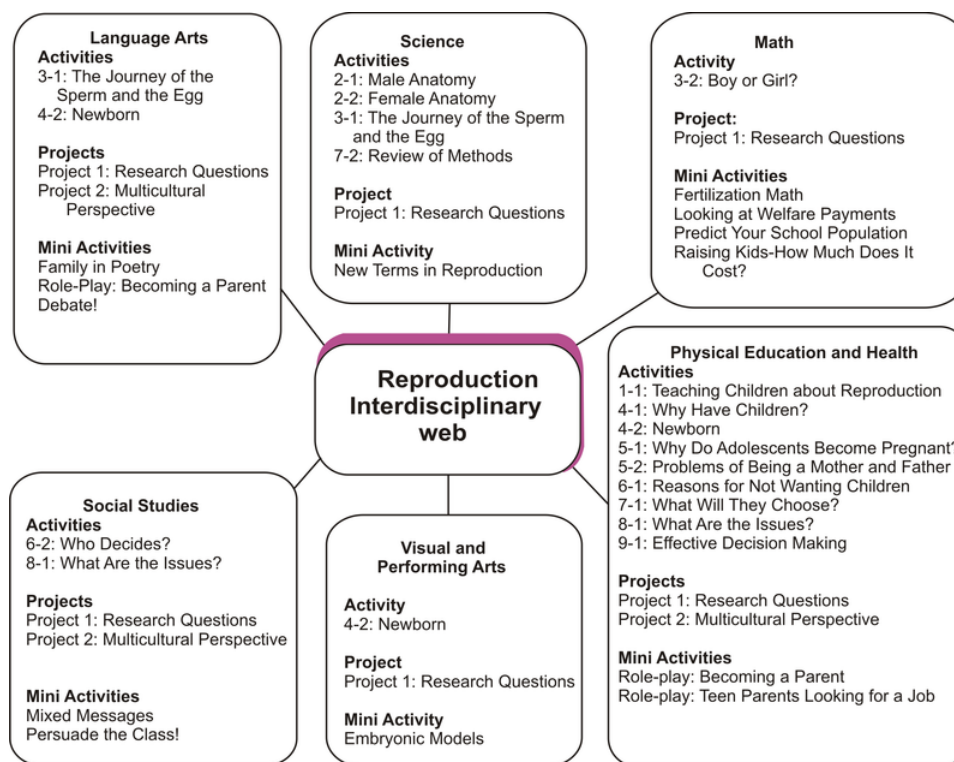 Language Arts
Activities
3-1: The Journey of the
Sperm and the Egg
4-2: Newborn
Projects
Project 1: Research Questions
Project 2: Multicultural
Perspective
Mini Activities
Family in Poetry
Role-Play: Becoming a Parent
Debate!
Science
Activities
2-1: Male Anatomy
2-2: Female Anatomy
3-1: The Journey of the Sperm
and the Egg
7-2: Review of Methods
Project
Project 1: Research Questions
Mini Activity
New Terms in Reproduction
Math
Activity
3-2: Boy or Girl?
Project:
Project 1: Research Questions
Mini Activities
Fertilization Math
Looking at Welfare Payments
Predict Your School Population
Raising Kids-How Much Does It
Cost?
Reproduction
Interdisciplinary
web
Social Studies
Activities
6-2: Who Decides?
8-1: What Are the Issues?
Projects
Project 1: Research Questions
Project 2: Multicultural Perspective
Mini Activities
Mixed Messages
Persuade the Class!
Visual and
Performing Arts
Activity
4-2: Newborn
Project
Project 1: Research Questions
Mini Activity
Embryonic Models
Physical Education and Health
Activities
1-1: Teaching Children about Reproduction
4-1: Why Have Children?
4-2: Newborn
5-1: Why Do Adolescents Become Pregnant?
5-2: Problems of Being a Mother and Father
6-1: Reasons for Not Wanting Children
7-1: What Will They Choose?
8-1: What Are the Issues?
9-1: Effective Decision Making
Projects
Project 1: Research Questions
Project 2: Multicultural Perspective
Mini Activities
Role-play: Becoming a Parent
Role-play: Teen Parents Looking for a Job